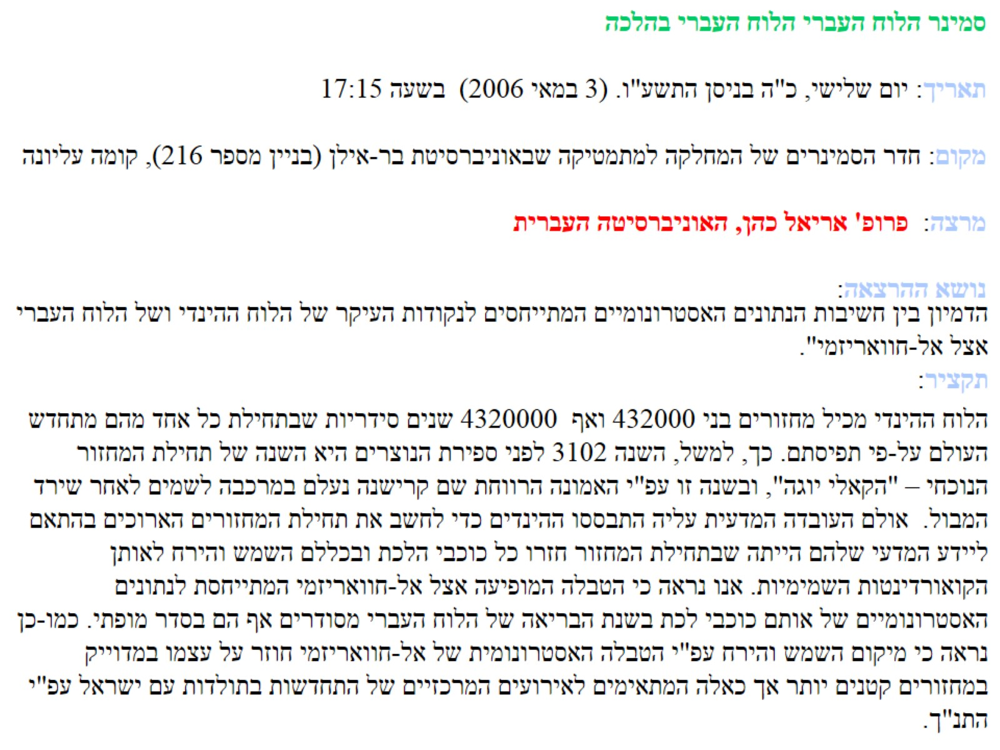 סמינר הלוח העברי הלוח העברי בהלכה
תאריך: יום שלישי, כ"ה בניסן התשע"ו. (3 במאי 2006) בשעה 17:15
מקום: חדר הסמינרים של המחלקה למתמטיקה שבאוניברסיטת בר-אילן (בניין מספר 216), קומה עליונה
מרצה: פרופ' אריאל כהן, האוניברסיטה העברית
נושא ההרצאה:
הדמיון בין חשיבות הנתונים האסטרונומיים המתייחסים לנקודות העיקר של הלוח ההינדי ושל הלוח העברי
אצל אל-חוואריזמי".
תקציר:
הלוח ההינדי מכיל מחזורים בני 432000 ואף 4320000 שנים סידריות שבתחילת כל אחד מהם מתחדש
העולם על-פי תפיסתם. כך, למשל, השנה 3102 לפני ספירת הנוצרים היא השנה של תחילת המחזור
הנוכחי – "הקאלי יוגה", ובשנה זו עפ"י האמונה הרווחת שם קרישנה נעלם במרכבה לשמים לאחר שירד
המבול. אולם העובדה המדעית עליה התבססו ההינדים כדי לחשב את תחילת המחזורים הארוכים בהתאם
ליידע המדעי שלהם הייתה שבתחילת המחזור חזרו כל כוכבי הלכת ובכללם השמש והירח לאותן
הקואורדינטות השמימיות. אנו נראה כי הטבלה המופיעה אצל אל-חוואריזמי המתייחסת לנתונים
האסטרונומיים של אותם כוכבי לכת בשנת הבריאה של הלוח העברי מסודרים אף הם בסדר מופתי. כמו-כן
נראה כי מיקום השמש והירח עפ"י הטבלה האסטרונומית של אל-חוואריזמי חוזר על עצמו במדוייק
במחזורים קטנים יותר אך כאלה המתאימים לאירועים המרכזיים של התחדשות בתולדות עם ישראל עפ"י
התנ"ך.